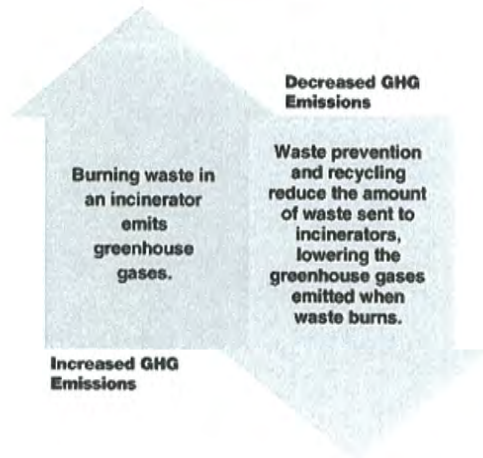 Decreased GHG
Emissions
Burning waste in
an incinerator
emits
greenhouse
gases.
Waste prevention
and recycling
reduce the amount
of waste sent to
incinerators,
lowering the
greenhouse gases
emitted when
waste burns.
Increased GHG
Emissions